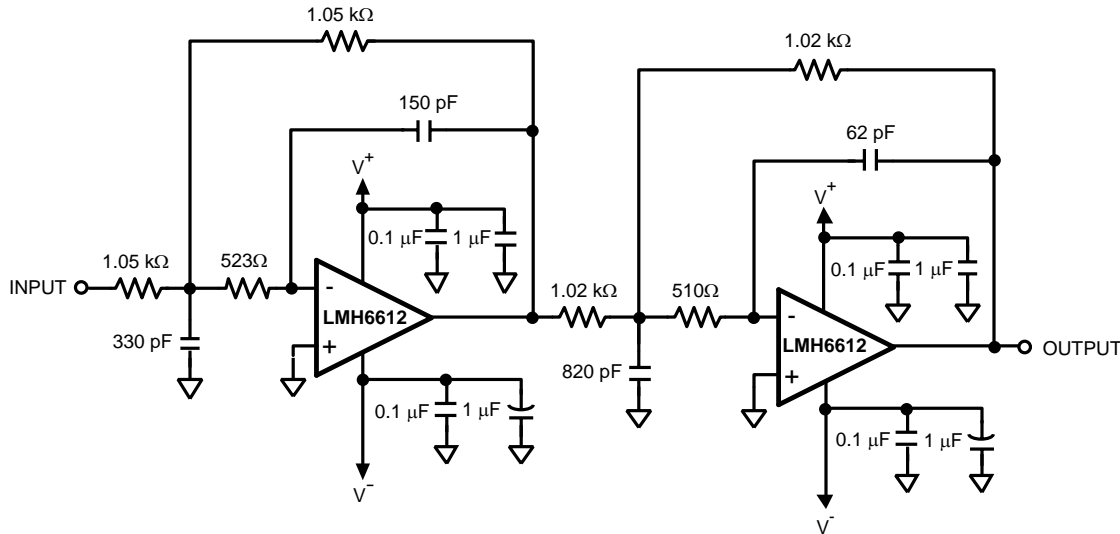 1.05 kΩ
1.02 kΩ
150 pF
62 pF
V+
V+
0.1 μF
1 μF
0.1 μF
1 μF
1.05 kΩ
523Ω
INPUT
-
LMH6612
+
330 pF
1.02 kΩ
510Ω
-
LMH6612
+
OUTPUT
820 pF
0.1 μF
1 μF
0.1 μF
1 μF
V-
V-